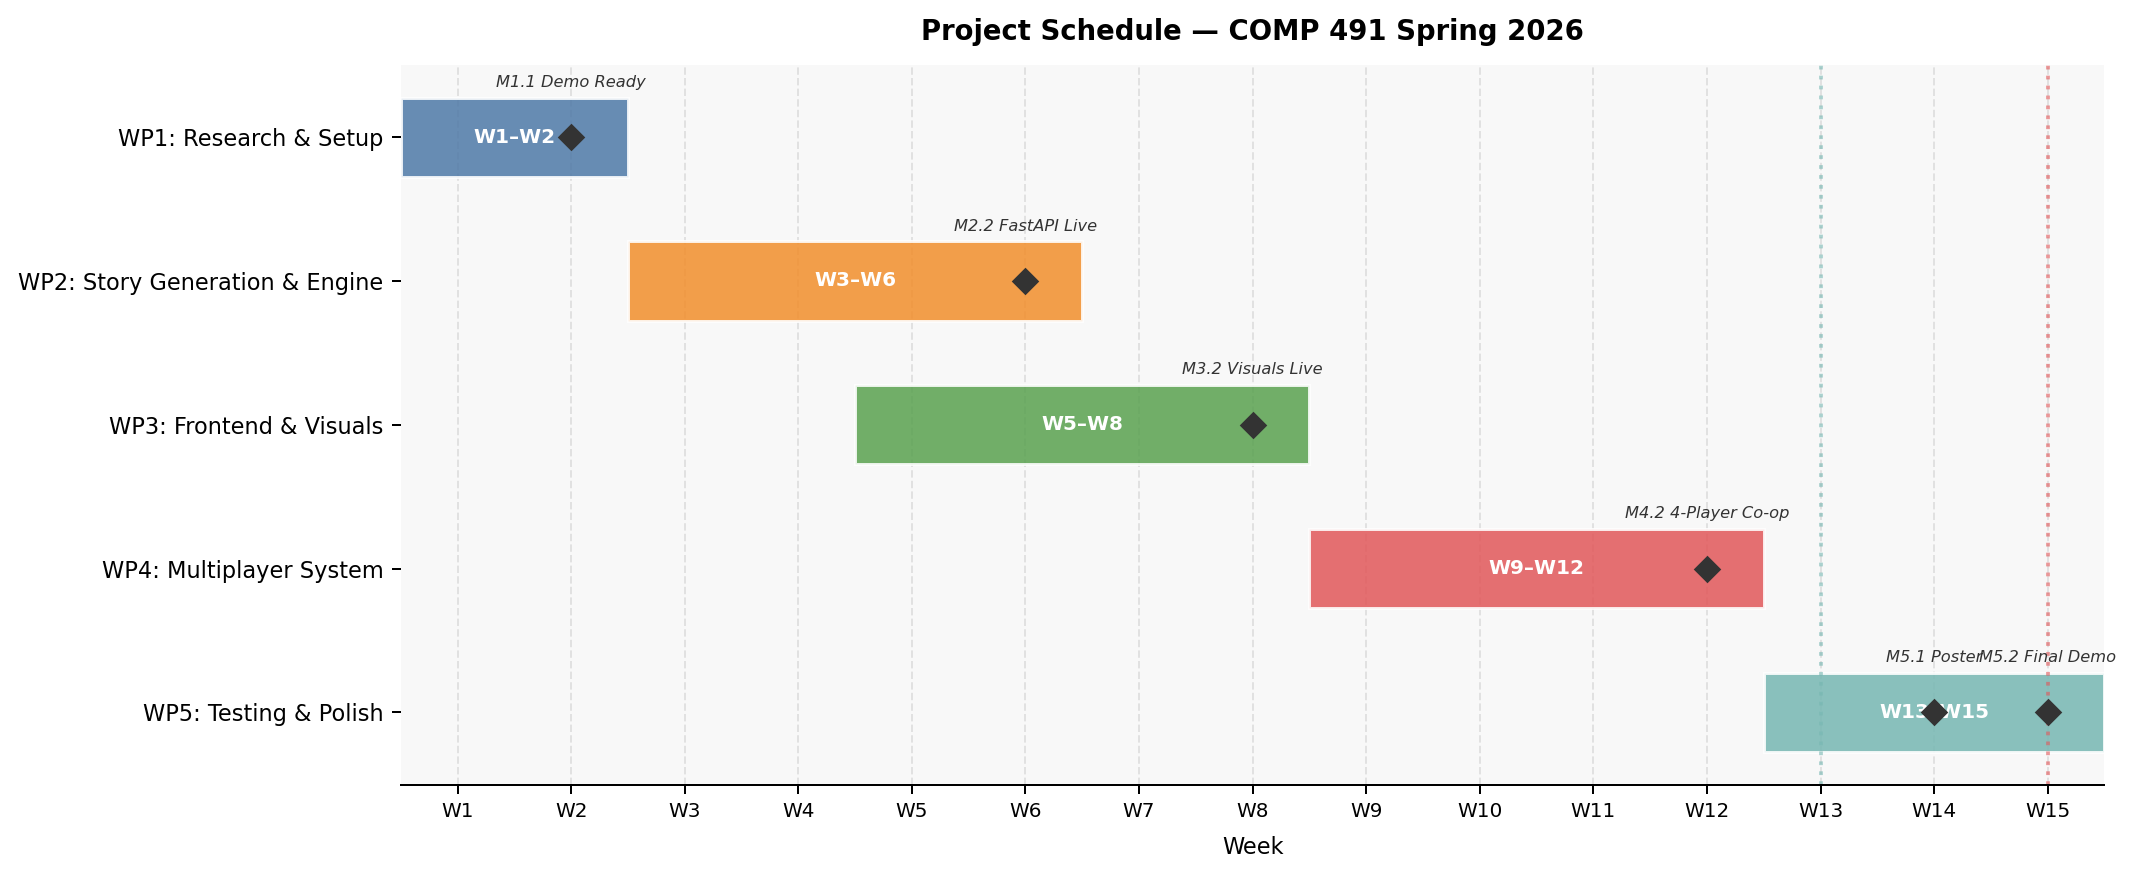 Project Schedule — COMP 491 Spring 2026
M1.1 Demo Ready
WP1: Research & Setup
W1–W2
M2.2 FastAPI Live
WP2: Story Generation & Engine
W3–W6
M3.2 Visuals Live
WP3: Frontend & Visuals
W5–W8
M4.2 4-Player Co-op
WP4: Multiplayer System
W9–W12
M5.1 Poster
M5.2 Final Demo
WP5: Testing & Polish
W13–W15
W1 W2 W3 W4 W5 W6 W7 W8 W9 W10 W11 W12 W13 W14 W15
Week